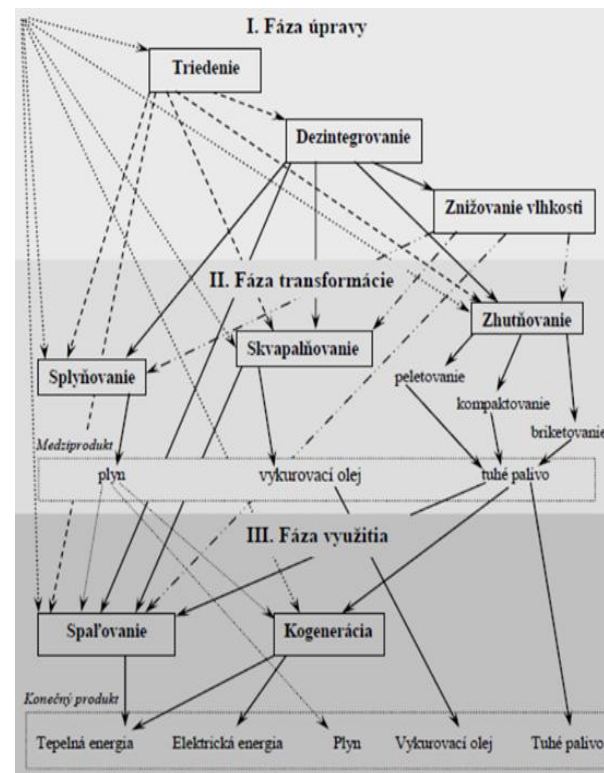 I. Fáza úpravy
Triedenie
Dezintegrovanie
Znižovanie vlhkosti
II. Fáza transformácie
Zhutňovanie
Skvapalňovanie
Splyňovanie
peletovanie
kompaktovanie
briketovanie
Medziprodukt
plyn
vykurovací olej
tuhé palivo
III. Fáza využitia
Spaľovanie
Kogenerácia
Konečný produkt
Tepelná energia
Elektrická energia
Plyn
Vykurovací olej
Tuhé palivo